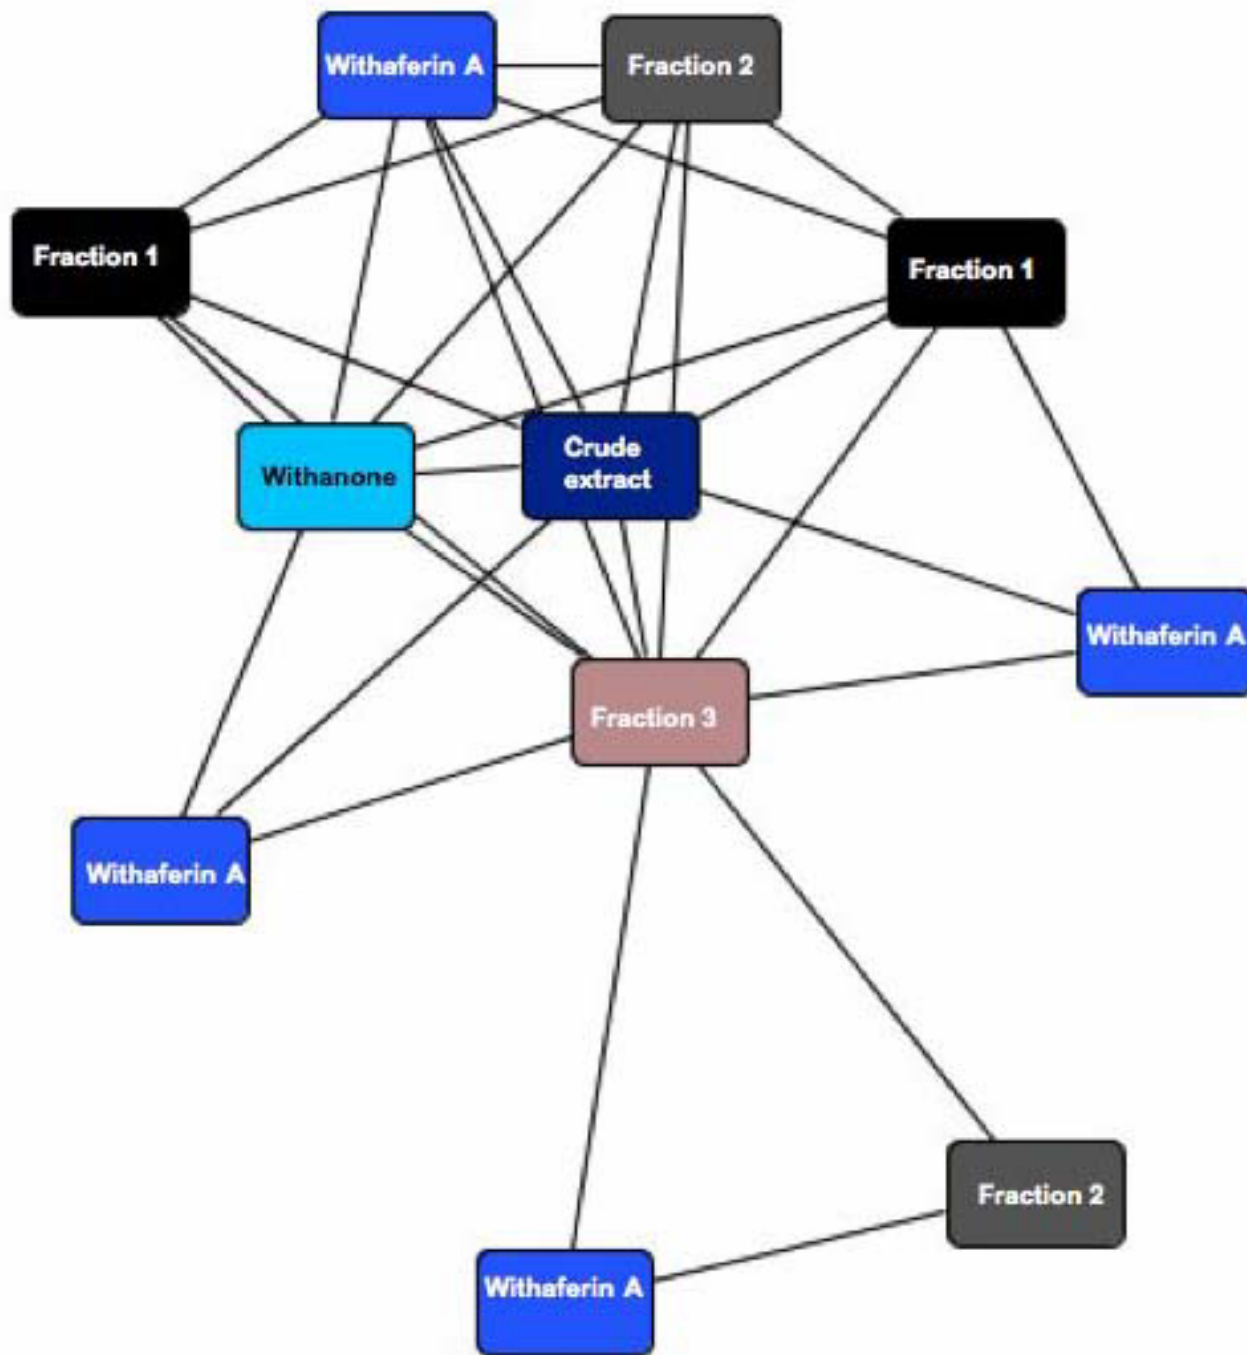 Withaferin A
Fraction 2
Fraction 1
Fraction 1
Crude
extract
Withanone
Withaferin A
Fraction 3
Withaferin A
Fraction 2
Withaferin A